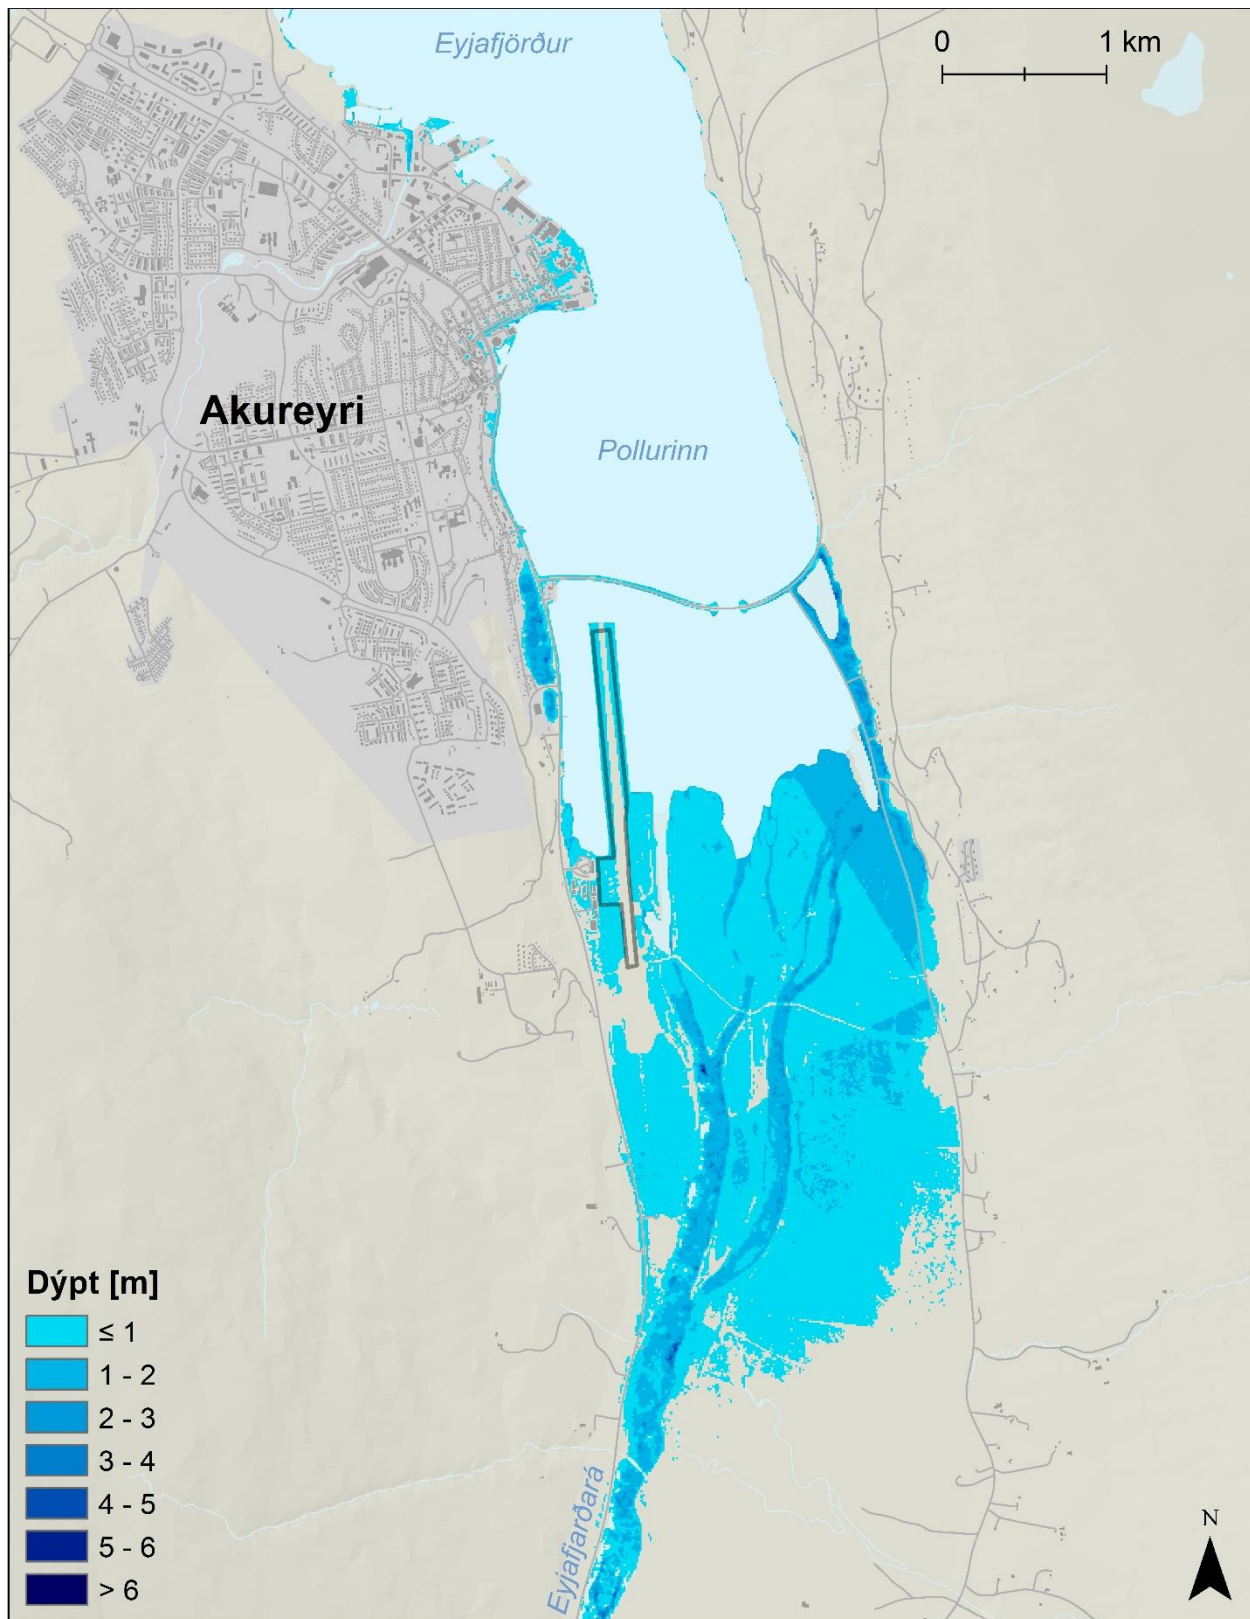 Eyjafjörður
0 1 km
Akureyri
Pollurinn
Dýpt [m]
≤ 1
1 - 2
2 - 3
3 - 4
4 - 5
5 - 6
> 6
Eyjafjarðará
N